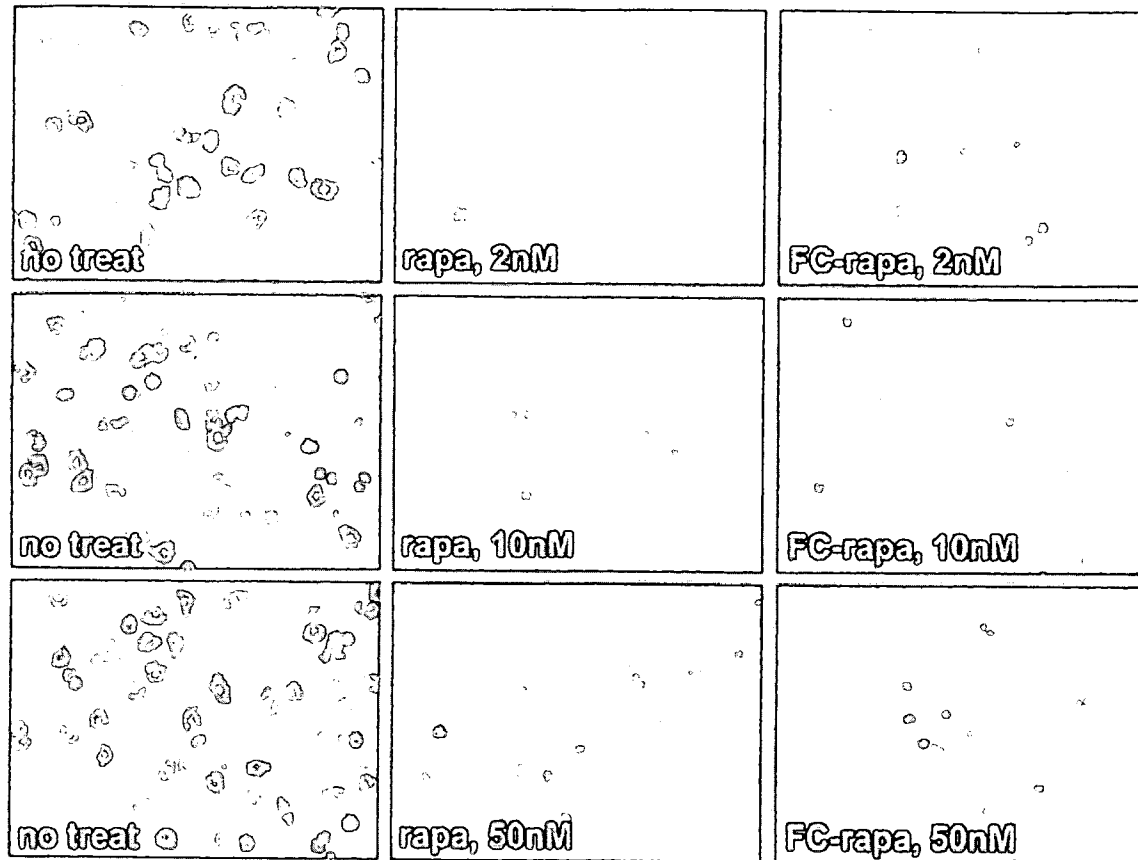 no treat
rapa, 2nM
FC-rapa, 2nM
no treat
rapa, 10nM
FC-rapa, 10nM
no treat
rapa, 50nM
FC-rapa, 50nM